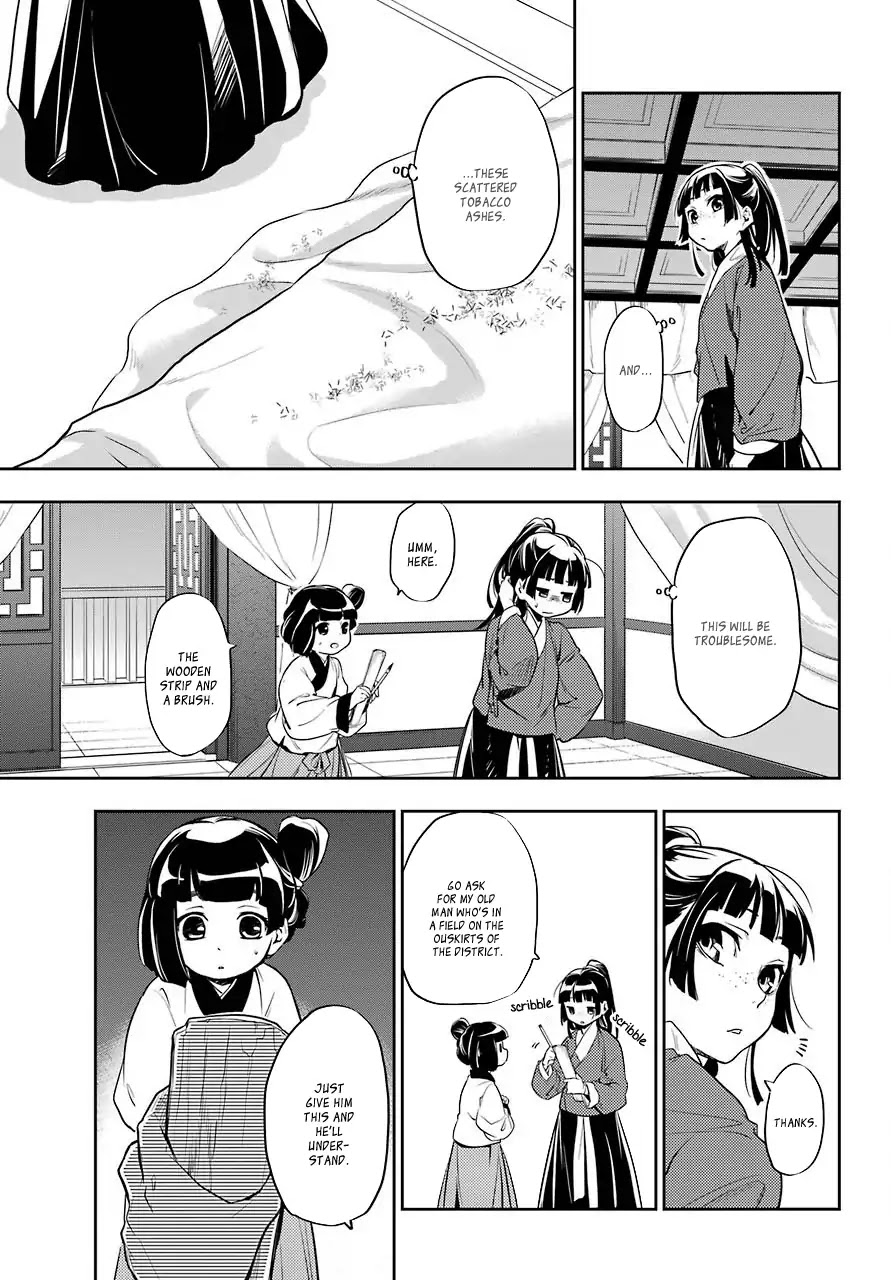 AND...
...THESE
SCATTERED
TOBACCO
ASHES.
THIS WILL BE
TROUBLESOME.
UMM,
HERE.
THE
WOODEN
STRIP AND
A BRUSH.
THANKS.
GO ASK
FOR MY OLD
MAN WHO'S IN
A FIELD ON THE
OUSKIRTS OF
THE DISTRICT.
scribble
scribble
JUST
GIVE HIM
THIS AND
HE'LL
UNDER-
STAND.